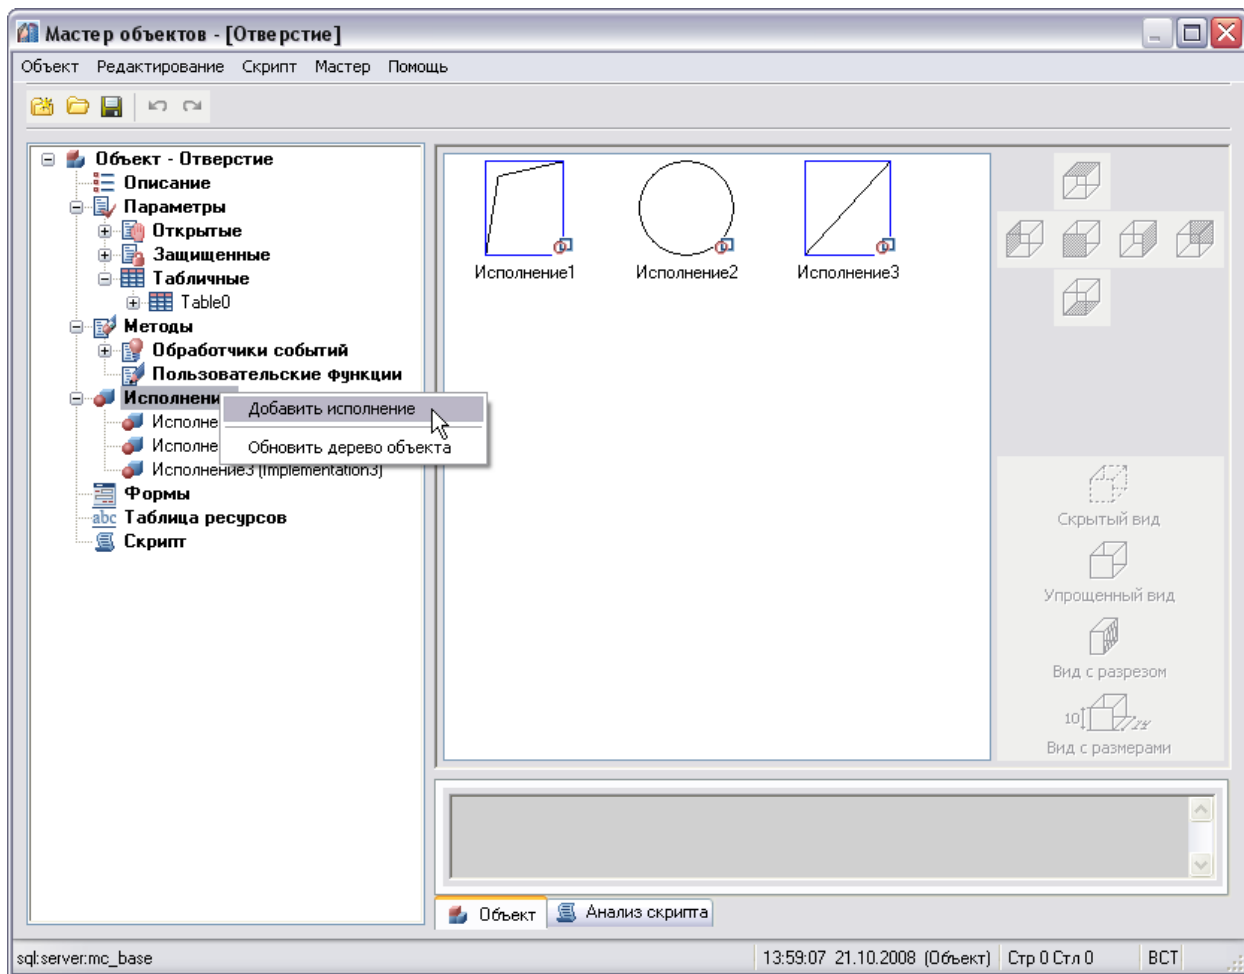 Мастер объектов - [Отверстие]
Объект Редактирование Скрипт Мастер Помощь
Объект - Отверстие
Описание
Параметры
Открытые
Защищенные
Табличные
Table0
Методы
Обработчики событий
Пользовательские функции
Исполнени
Исполне
Исполне
Исполнение3 (Implementation3)
Формы
abc Таблица ресурсов
Скрипт
Добавить исполнение
Обновить дерево объекта
Исполнение1 Исполнение2 Исполнение3
Скрытый вид
Упрощенный вид
Вид с разрезом
10
Вид с размерами
Объект Анализ скрипта
sql:server:mc_base 13:59:07 21.10.2008 (Объект) Стр 0 Стл 0 ВСТ